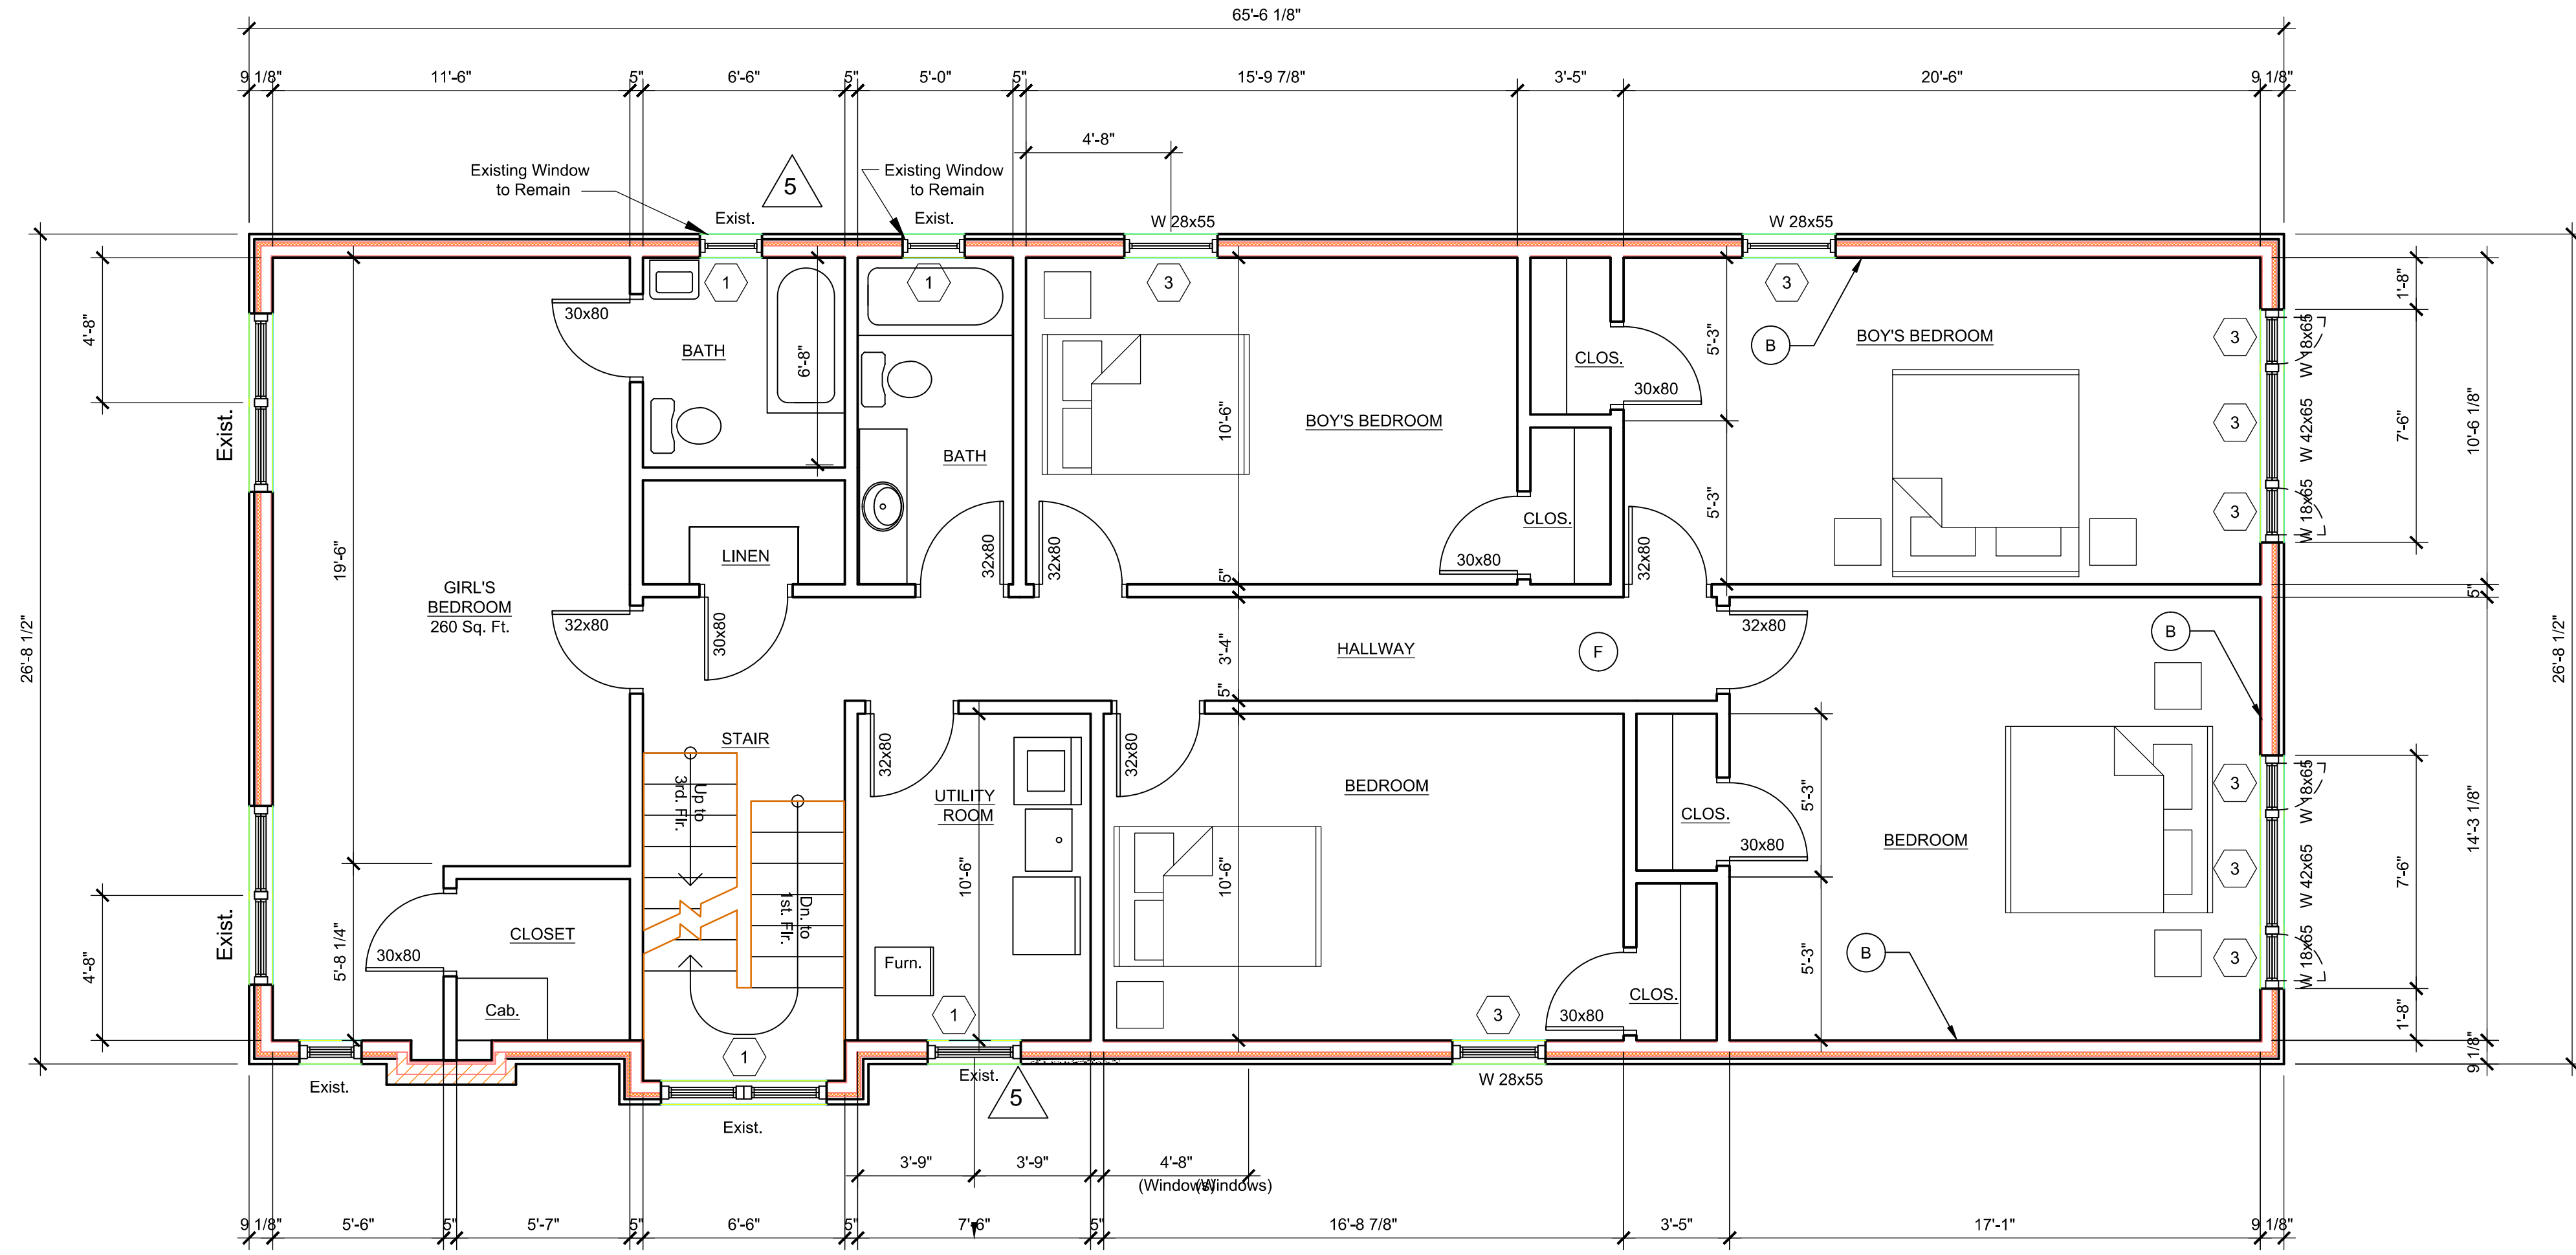 65'-6 1/8"
9 1/8"
11'-6"
5"
6'-6"
5"
5'-0"
5"
15'-9 7/8"
3'-5"
20'-6"
9 1/8"
4'-8"
Existing Window
to Remain
5
Existing Window
to Remain
Exist.
Exist.
W 28x55
W 28x55
1
1
3
3
30x80
BATH
6'-8"
BATH
BOY'S BEDROOM
10'-6"
CLOS.
30x80
5'-3"
B
BOY'S BEDROOM
3
W 18x65
3
W 42x65
3
W 18x65
1'-8"
7'-6"
10'-6 1/8"
4'-8"
Exist.
19'-6"
LINEN
30x80
32x80
32x80
CLOS.
30x80
32x80
5'-3"
5"
5"
26'-8 1/2"
GIRL'S
BEDROOM
260 Sq. Ft.
32x80
3'-4"
HALLWAY
F
32x80
B
26'-8 1/2"
5"
STAIR
Up to
3rd. Flr.
Dn. to
1st. Flr.
32x80
UTILITY
ROOM
10'-9"
Furn.
1
32x80
BEDROOM
10'-6"
CLOS.
30x80
5'-3"
BEDROOM
3
W 18x65
3
W 42x65
3
W 18x65
7'-6"
14'-3 1/8"
1'-8"
9 1/8"
Exist.
4'-8"
5'-8 1/4"
30x80
CLOSET
Cab.
1
3
30x80
CLOS.
5'-3"
B
Exist.
Exist.
Exist.
5
W 28x55
3'-9"
3'-9"
4'-8"
(Windows)
(Windows)
9 1/8"
5'-6"
5"
5'-7"
5"
6'-6"
5"
7'-6"
5"
16'-8 7/8"
3'-5"
17'-1"
9 1/8"